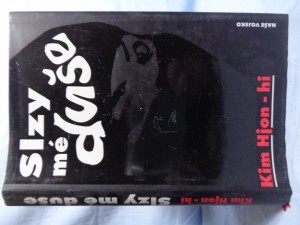 NAŠE VOJSKO
Slzy
mé
duše
Kim Hjon - hi
Kim Hjon - hi Slzy mé duše